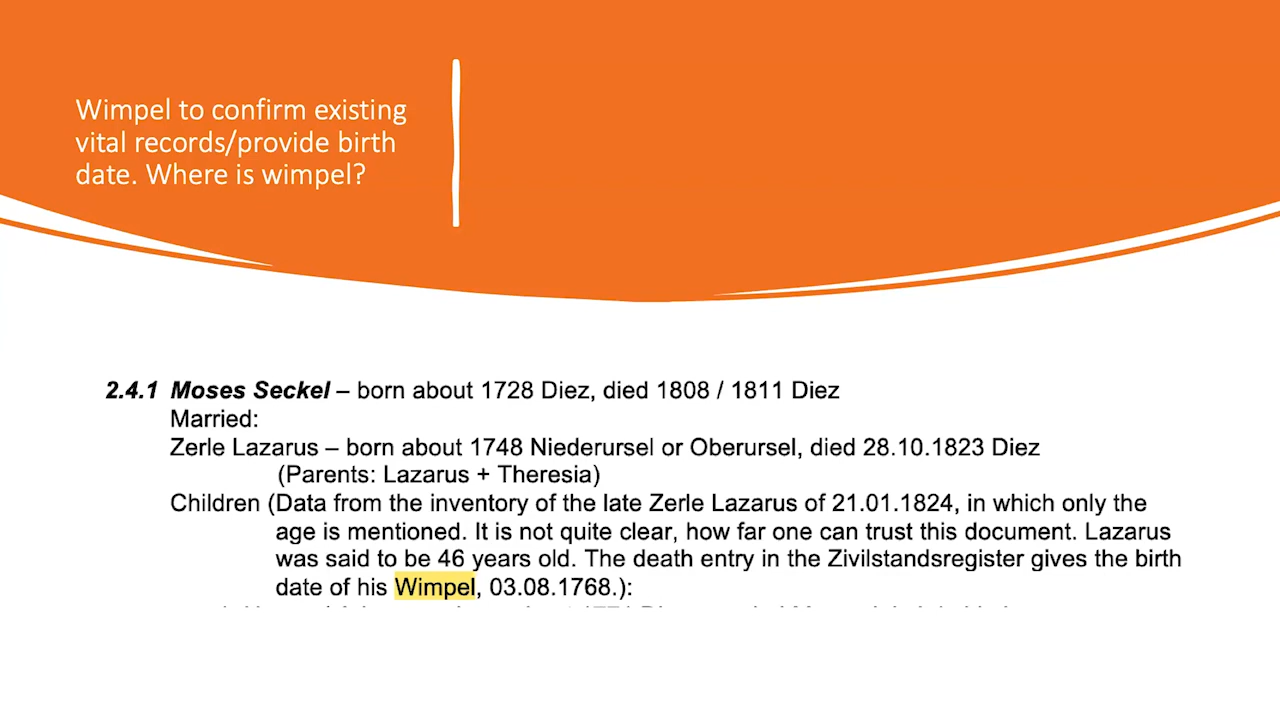 Wimpel to confirm existing
vital records/provide birth
date. Where is wimpel?
2.4.1 Moses Seckel – born about 1728 Diez, died 1808 / 1811 Diez
Married:
Zerle Lazarus – born about 1748 Niederursel or Oberursel, died 28.10.1823 Diez
(Parents: Lazarus + Theresia)
Children (Data from the inventory of the late Zerle Lazarus of 21.01.1824, in which only the
age is mentioned. It is not quite clear, how far one can trust this document. Lazarus
was said to be 46 years old. The death entry in the Zivilstandsregister gives the birth
date of his Wimpel, 03.08.1768.):